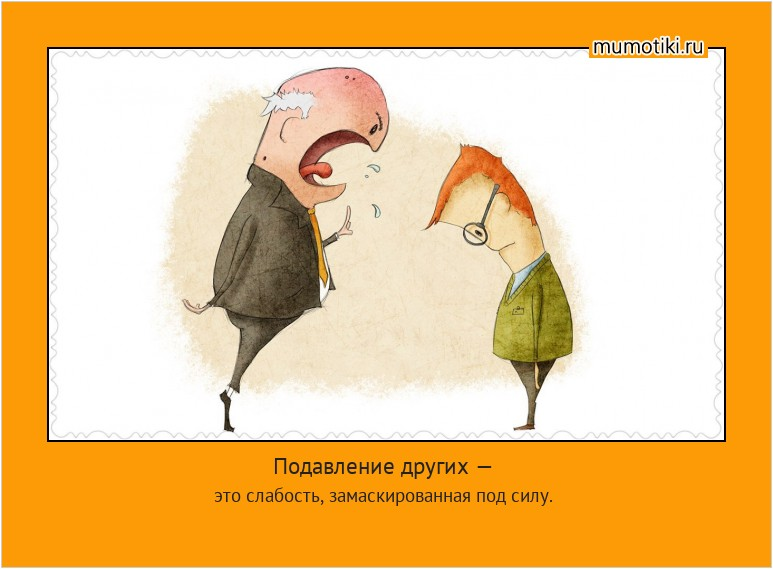 mumotiki.ru
Подавление других —
это слабость, замаскированная под силу.